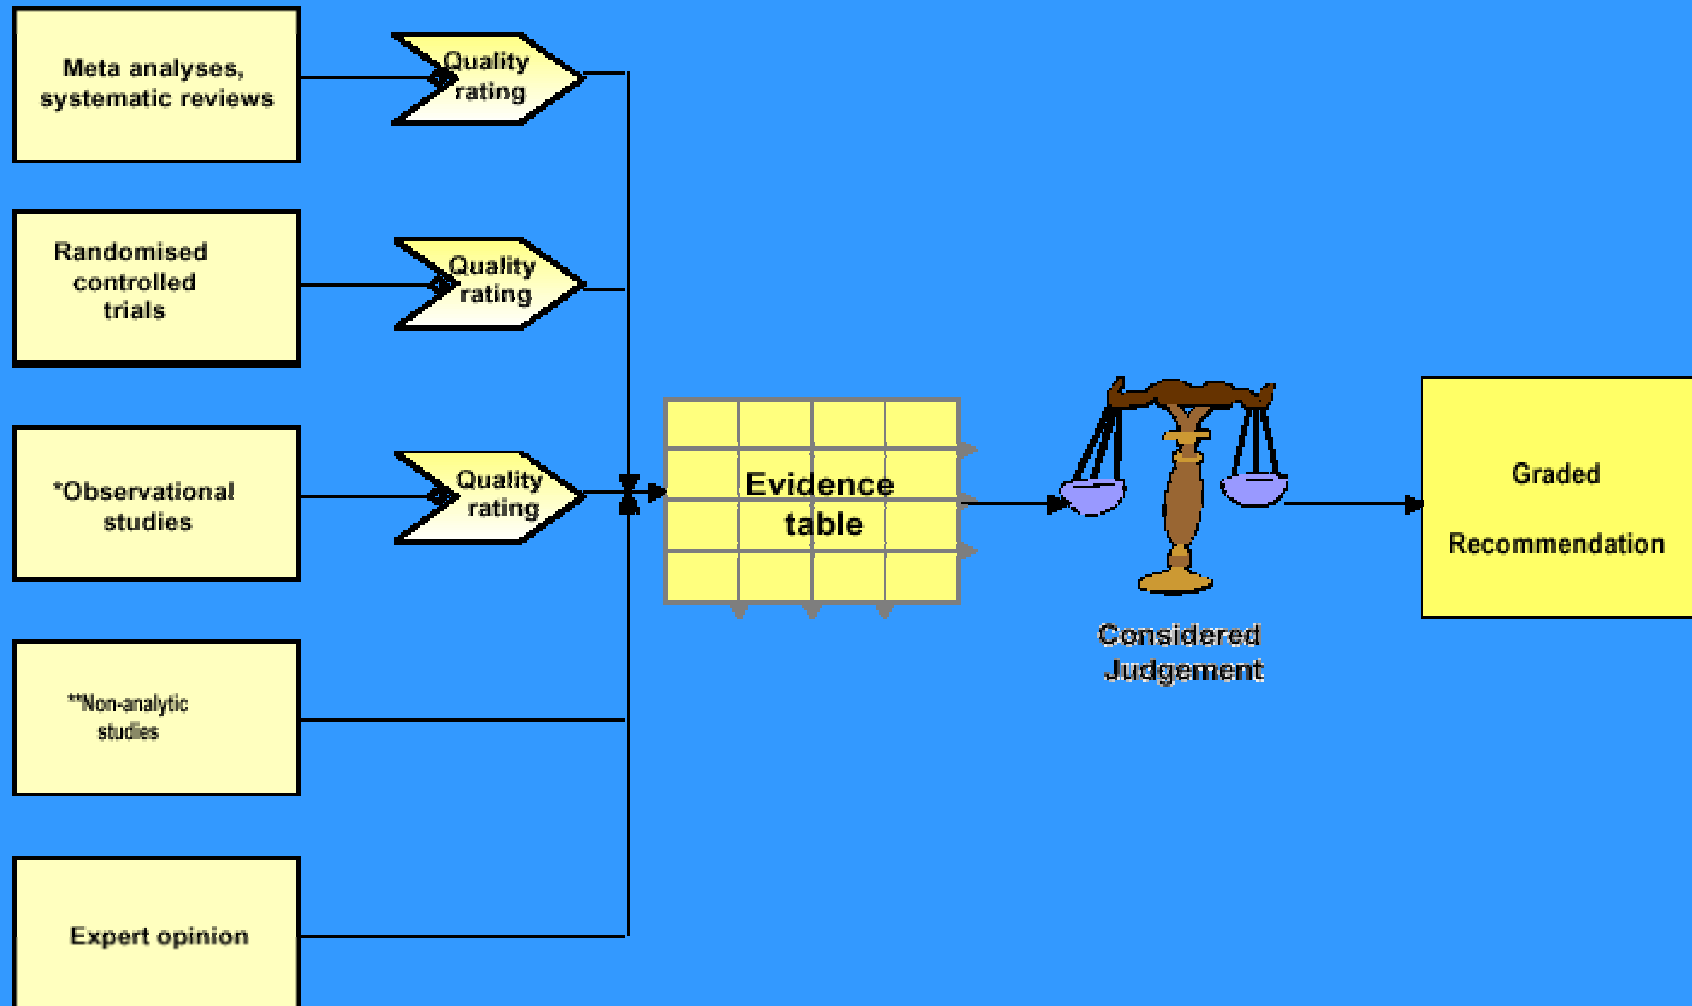 Meta analyses,
systematic reviews
Quality
rating
Randomised
controlled
trials
Quality
rating
*Observational
studies
Quality
rating
Evidence
table
Graded
Recommendation
Considered
Judgement
**Non-analytic
studies
Expert opinion